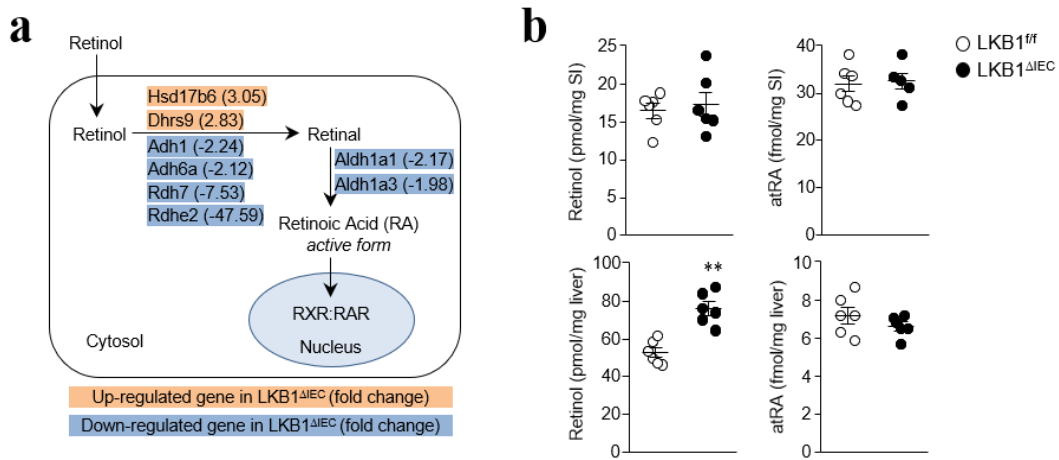 a
Retinol
Retinol
Hsd17b6 (3.05)
Dhrs9 (2.83)
Adh1 (-2.24)
Adh6a (-2.12)
Rdh7 (-7.53)
Rdhe2 (-47.59)
Retinal
Aldh1a1 (-2.17)
Aldh1a3 (-1.98)
Retinoic Acid (RA)
active form
RXR:RAR
Nucleus
Cytosol
Up-regulated gene in LKB1ΔIEC (fold change)
Down-regulated gene in LKB1ΔIEC (fold change)
b
Retinol (pmol/mg SI)
25
20
15
10
5
0
atRA (fmol/mg SI)
40
30
20
10
0
LKB1f/f
LKB1ΔIEC
Retinol (pmol/mg liver)
100
80
60
40
20
0
**
atRA (fmol/mg liver)
10
8
6
4
2
0